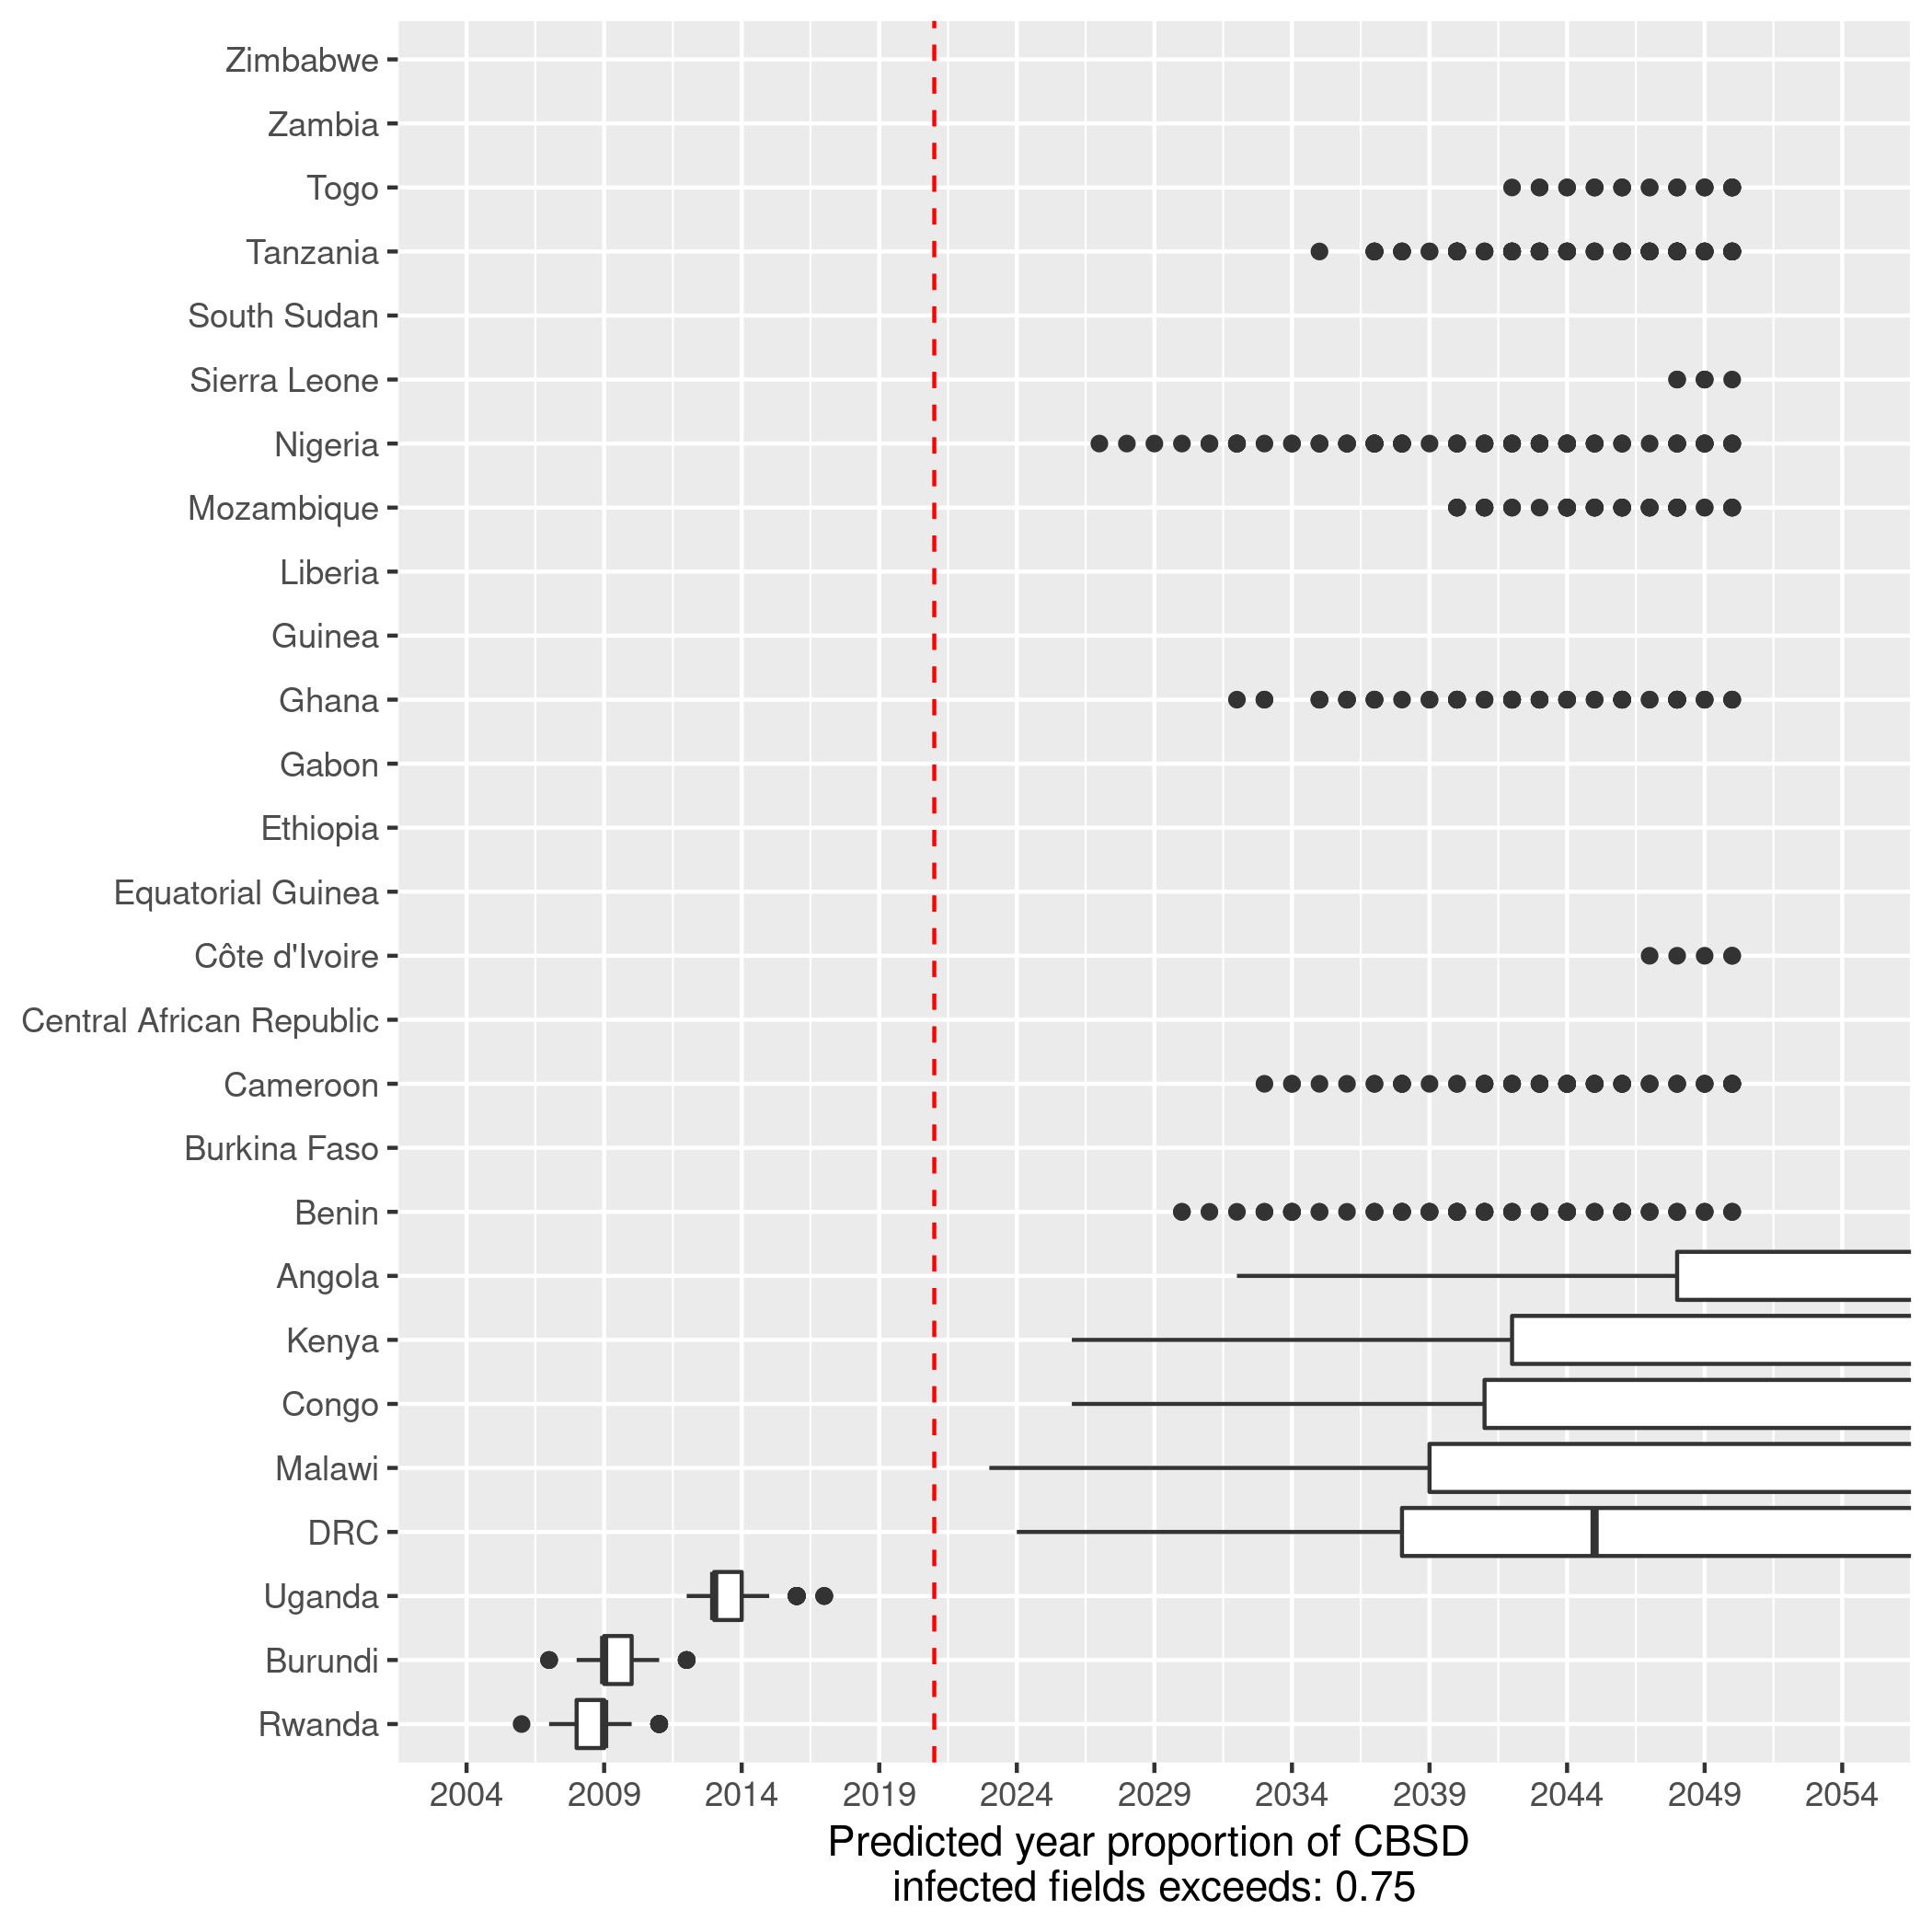 Zimbabwe
Zambia
Togo
Tanzania
South Sudan
Sierra Leone
Nigeria
Mozambique
Liberia
Guinea
Ghana
Gabon
Ethiopia
Equatorial Guinea
Côte d'Ivoire
Central African Republic
Cameroon
Burkina Faso
Benin
Angola
Kenya
Congo
Malawi
DRC
Uganda
Burundi
Rwanda
2004 2009 2014 2019 2024 2029 2034 2039 2044 2049 2054
Predicted year proportion of CBSD
infected fields exceeds: 0.75